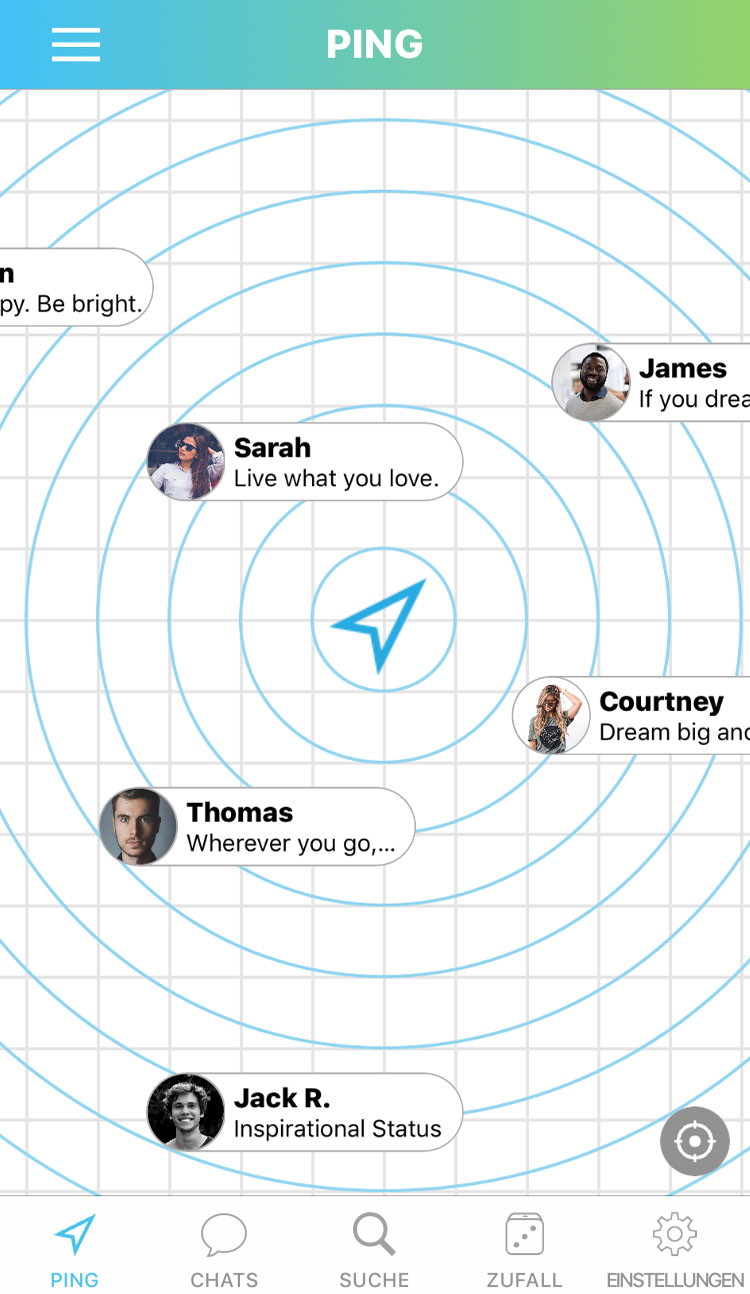 PING
n
py. Be bright.
James
If you drea
Sarah
Live what you love.
Courtney
Dream big and
Thomas
Wherever you go,...
Jack R.
Inspirational Status
PING
CHATS
SUCHE
ZUFALL
EINSTELLUNGEN